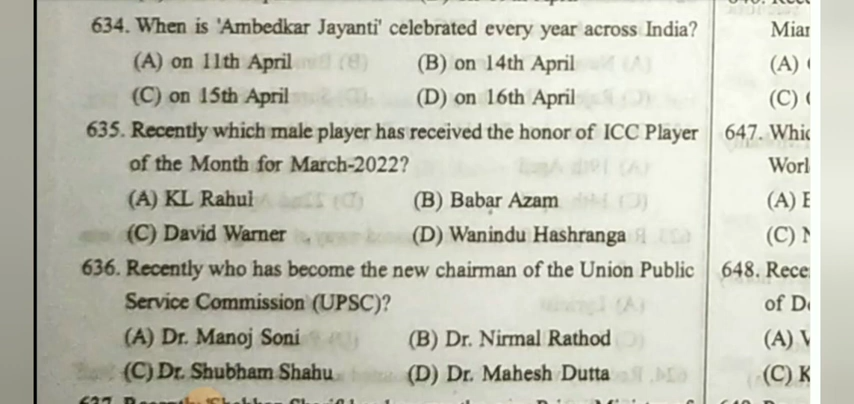 634. When is 'Ambedkar Jayanti' celebrated every year across India?
(A) on 11th April (B) on 14th April
(C) on 15th April (D) on 16th April
635. Recently which male player has received the honor of ICC Player
of the Month for March-2022?
(A) KL Rahul (B) Babar Azam
(C) David Warner (D) Wanindu Hashranga
636. Recently who has become the new chairman of the Union Public
Service Commission (UPSC)?
(A) Dr. Manoj Soni (B) Dr. Nirmal Rathod
(C) Dr. Shubham Shahu (D) Dr. Mahesh Dutta
(A)
(C)
647.
(A)
(C)
648.
of
(A)
(C)